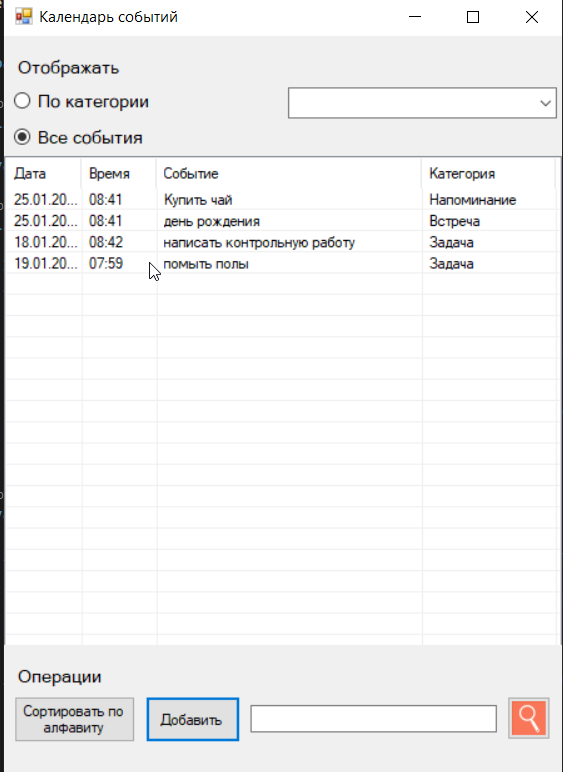 Календарь событий
Отображать
По категории
Все события
Дата Время Событие Категория
25.01.20... 08:41 Купить чай Напоминание
25.01.20... 08:41 день рождения Встреча
18.01.20... 08:42 написать контрольную работу Задача
19.01.20... 07:59 помыть полы Задача
Операции
Сортировать по
алфавиту
Добавить